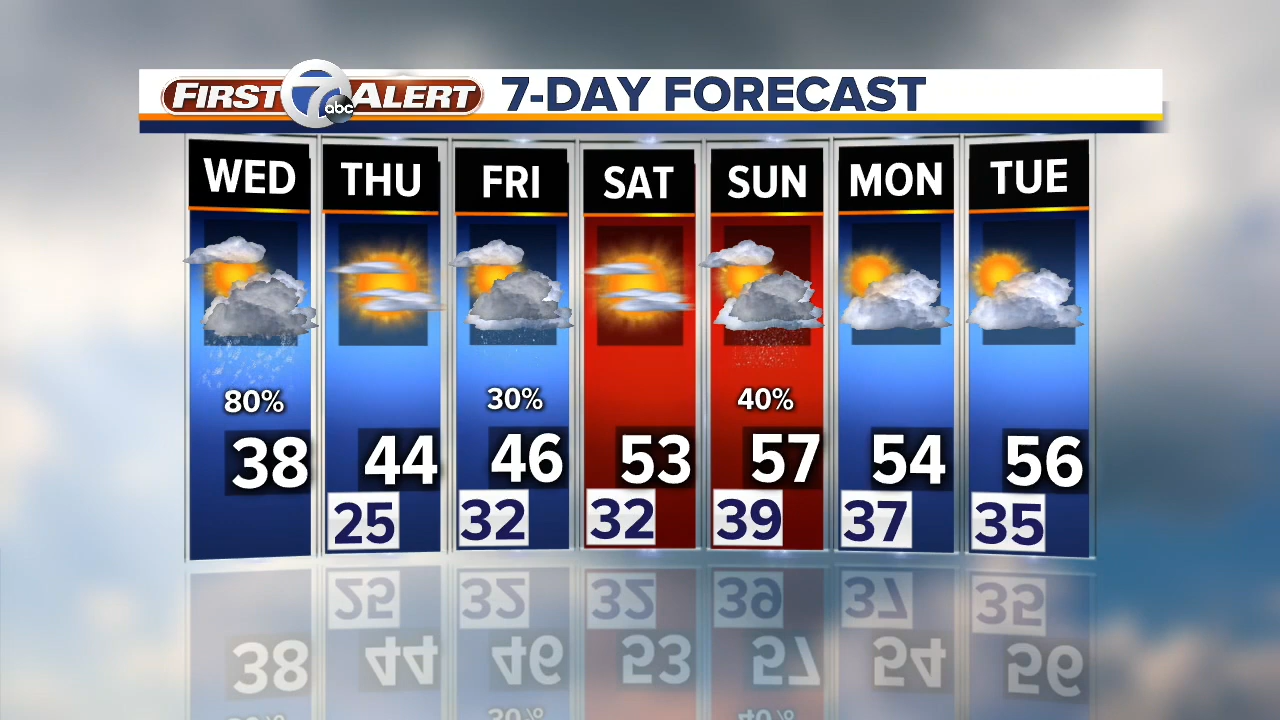 FIRST 7 abc ALERT 7-DAY FORECAST
WED THU FRI SAT SUN MON TUE
80% 30% 40%
38 44 46 53 57 54 56
25 32 32 39 37 35